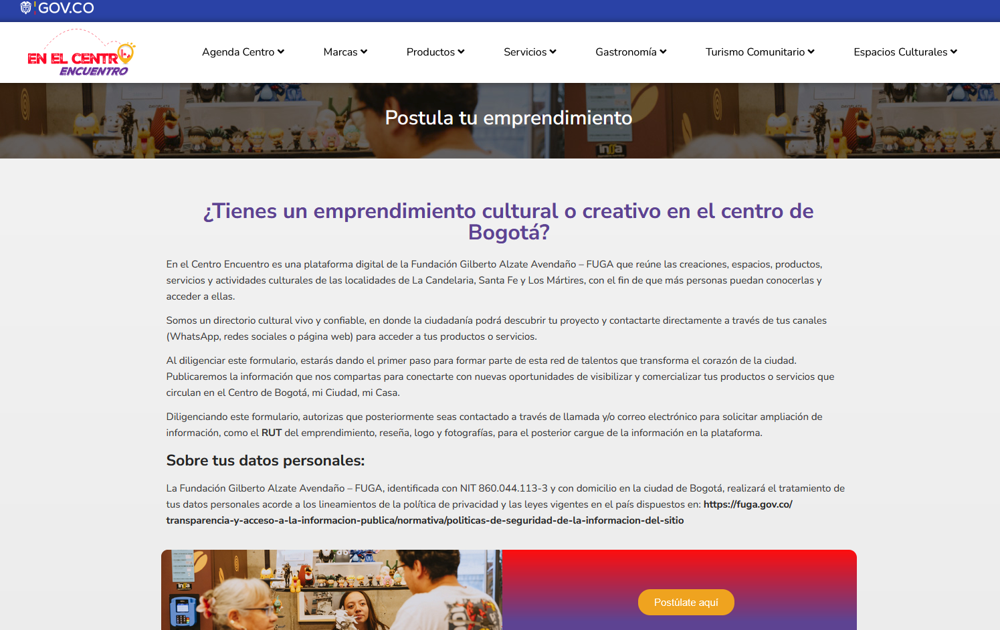 GOV.CO
EN EL CENTRO
ENCUENTRO
Agenda Centro
Marcas
Productos
Servicios
Gastronomía
Turismo Comunitario
Espacios Culturales
Postula tu emprendimiento
¿Tienes un emprendimiento cultural o creativo en el centro de
Bogotá?
En el Centro Encuentro es una plataforma digital de la Fundación Gilberto Alzate Avendaño – FUGA que reúne las creaciones, espacios, productos,
servicios y actividades culturales de las localidades de La Candelaria, Santa Fe y Los Mártires, con el fin de que más personas puedan conocerlas y
acceder a ellas.
Somos un directorio cultural vivo y confiable, en donde la ciudadanía podrá descubrir tu proyecto y contactarte directamente a través de tus canales
(WhatsApp, redes sociales o página web) para acceder a tus productos o servicios.
Al diligenciar este formulario, estarás dando el primer paso para formar parte de esta red de talentos que transforma el corazón de la ciudad.
Publicaremos la información que nos compartas para conectarte con nuevas oportunidades de visibilizar y comercializar tus productos o servicios que
circulan en el Centro de Bogotá, mi Ciudad, mi Casa.
Diligenciando este formulario, autorizas que posteriormente seas contactado a través de llamada y/o correo electrónico para solicitar ampliación de
información, como el RUT del emprendimiento, reseña, logo y fotografías, para el posterior cargue de la información en la plataforma.
Sobre tus datos personales:
La Fundación Gilberto Alzate Avendaño – FUGA, identificada con NIT 860.044.113-3 y con domicilio en la ciudad de Bogotá, realizará el tratamiento de
tus datos personales acorde a los lineamientos de la política de privacidad y las leyes vigentes en el país dispuestos en: https://fuga.gov.co/
transparencia-y-acceso-a-la-informacion-publica/normativa/politicas-de-seguridad-de-la-informacion-del-sitio
Postúlate aquí